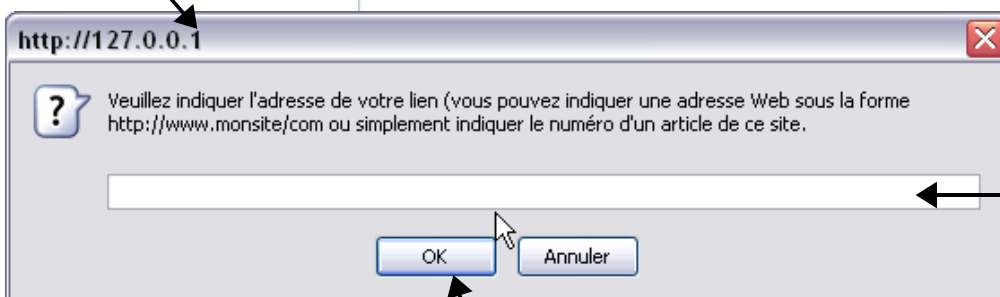 http://127.0.0.1
Veuillez indiquer l'adresse de votre lien (vous pouvez indiquer une adresse Web sous la forme
http://www.monsite/com ou simplement indiquer le numéro d'un article de ce site.
OK
Annuler